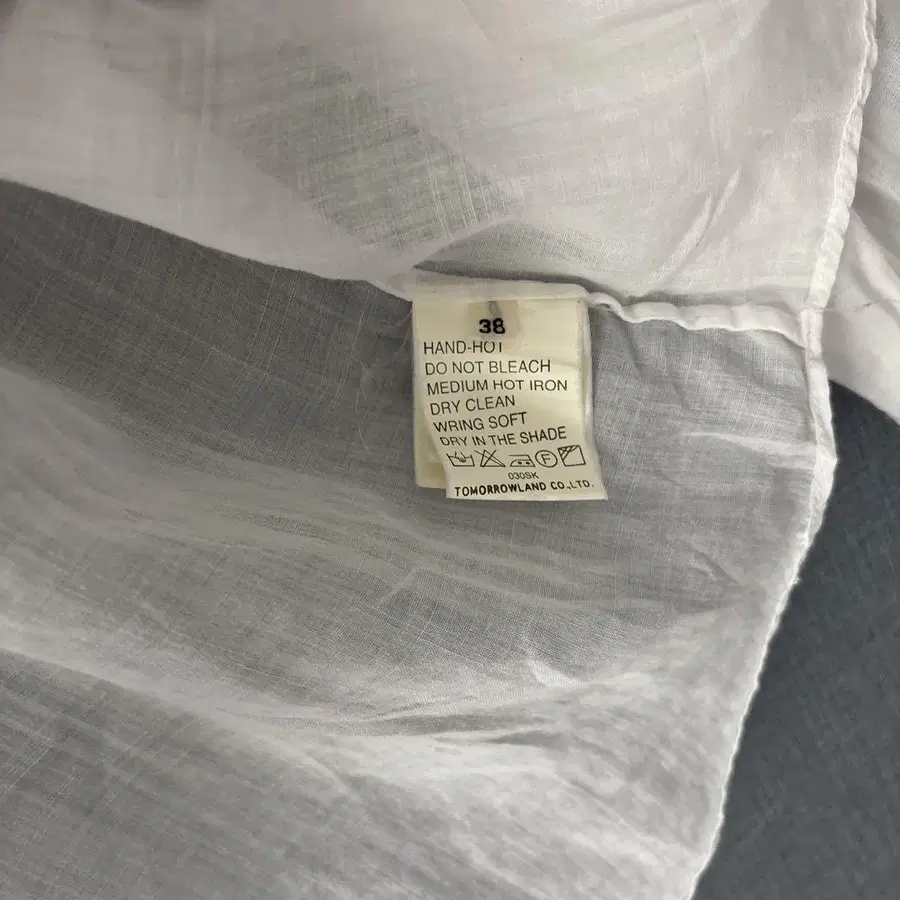 38
HAND-HOT
DO NOT BLEACH
MEDIUM HOT IRON
DRY CLEAN
WRING SOFT
DRY IN THE SHADE
F
030SK
TOMORROWLAND CO.,LTD.